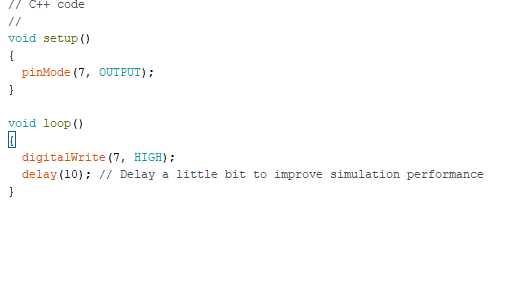 // C++ code
//
void setup()
{
  pinMode(7, OUTPUT);
}

void loop()
{
  digitalWrite(7, HIGH);
  delay(10); // Delay a little bit to improve simulation performance
}